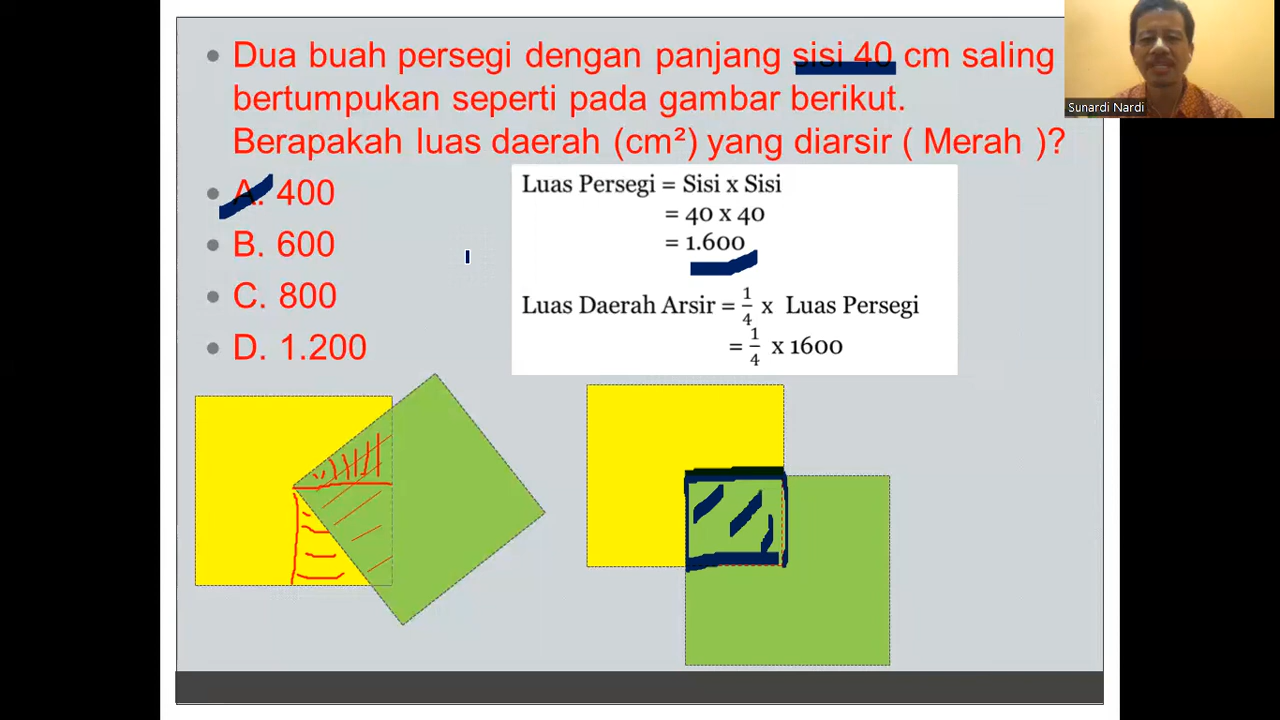 Dua buah persegi dengan panjang sisi 40 cm saling
bertumpukan seperti pada gambar berikut.
Berapakah luas daerah (cm²) yang diarsir ( Merah )?
A. 400
B. 600
C. 800
D. 1.200
Luas Persegi = Sisi x Sisi
= 40 x 40
= 1.600
Luas Daerah Arsir = 1/4 x Luas Persegi
= 1/4 x 1600
Sunardi Nardi